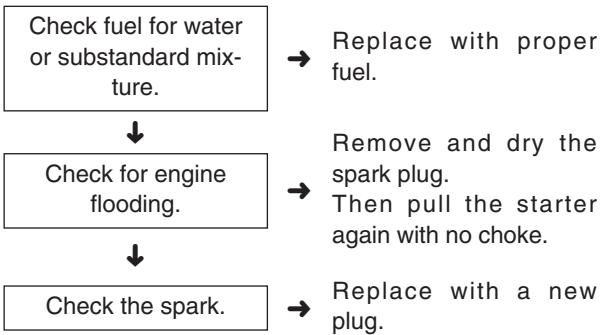 Check fuel for water
or substandard mix-
ture.
➜
Replace with proper
fuel.
Check for engine
flooding.
➜
Remove and dry the
spark plug.
Then pull the starter
again with no choke.
Check the spark.
➜
Replace with a new
plug.